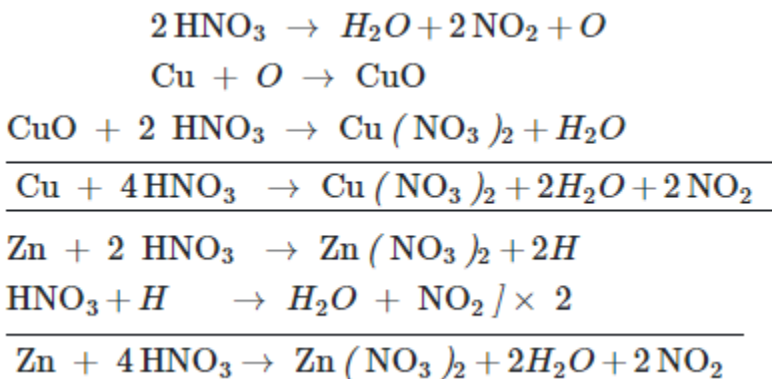 2 HNO₃ → H₂O + 2 NO₂ + O
Cu + O → CuO
CuO + 2 HNO₃ → Cu ( NO₃ )₂ + H₂O
Cu + 4 HNO₃ → Cu ( NO₃ )₂ + 2H₂O + 2 NO₂
Zn + 2 HNO₃ → Zn ( NO₃ )₂ + 2H
HNO₃ + H → H₂O + NO₂ ] × 2
Zn + 4 HNO₃ → Zn ( NO₃ )₂ + 2H₂O + 2 NO₂